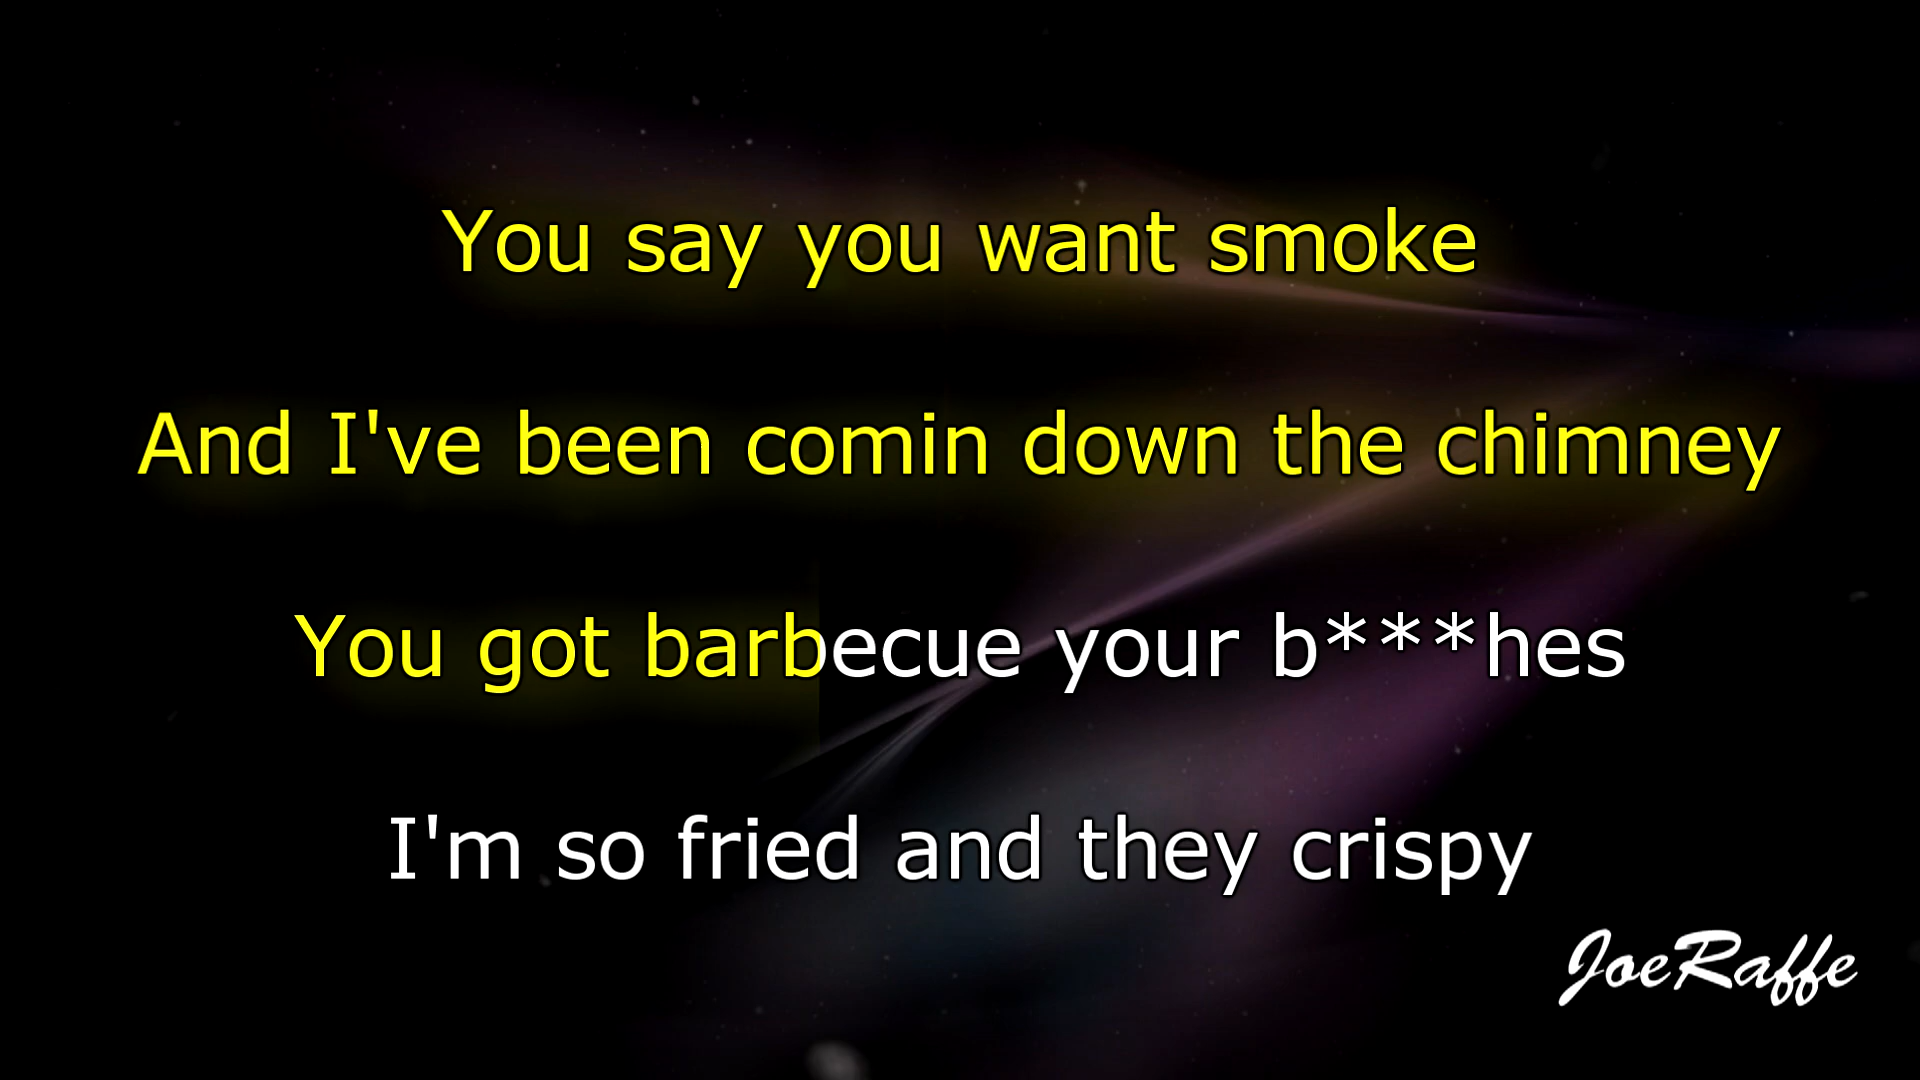 You say you want smoke
And I've been comin down the chimney
You got barbecue your b***hes
I'm so fried and they crispy
JoeRaffe